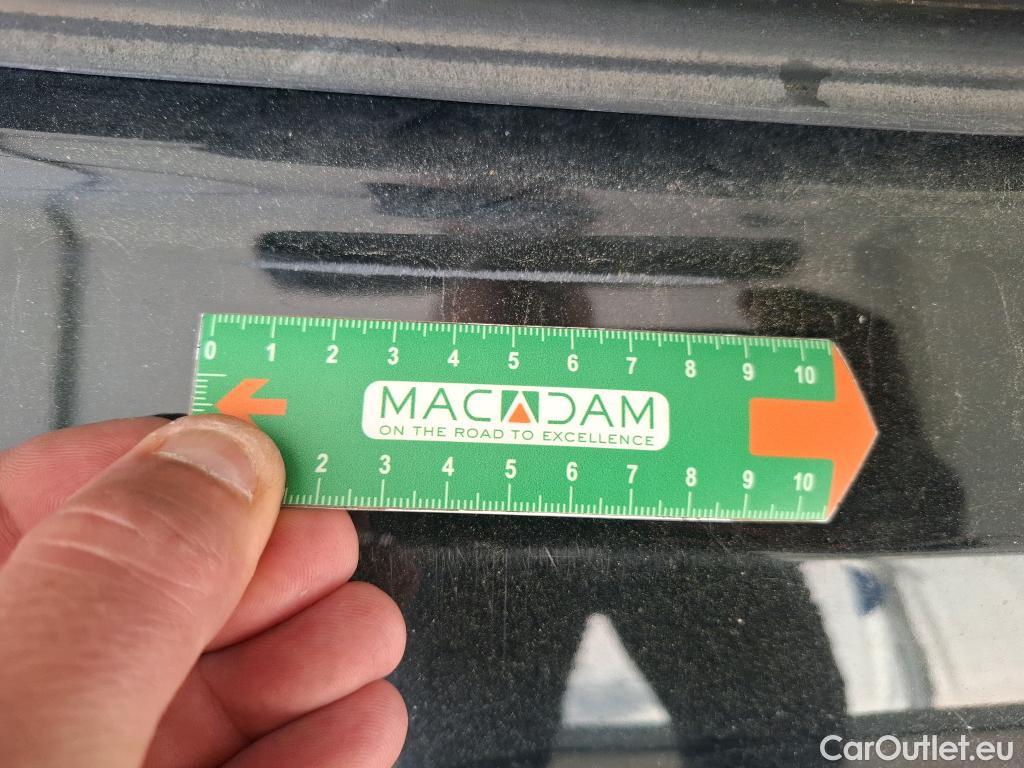 0 1 2 3 4 5 6 7 8 9 10
MACADAM
ON THE ROAD TO EXCELLENCE
2 3 4 5 6 7 8 9 10
CarOutlet.eu